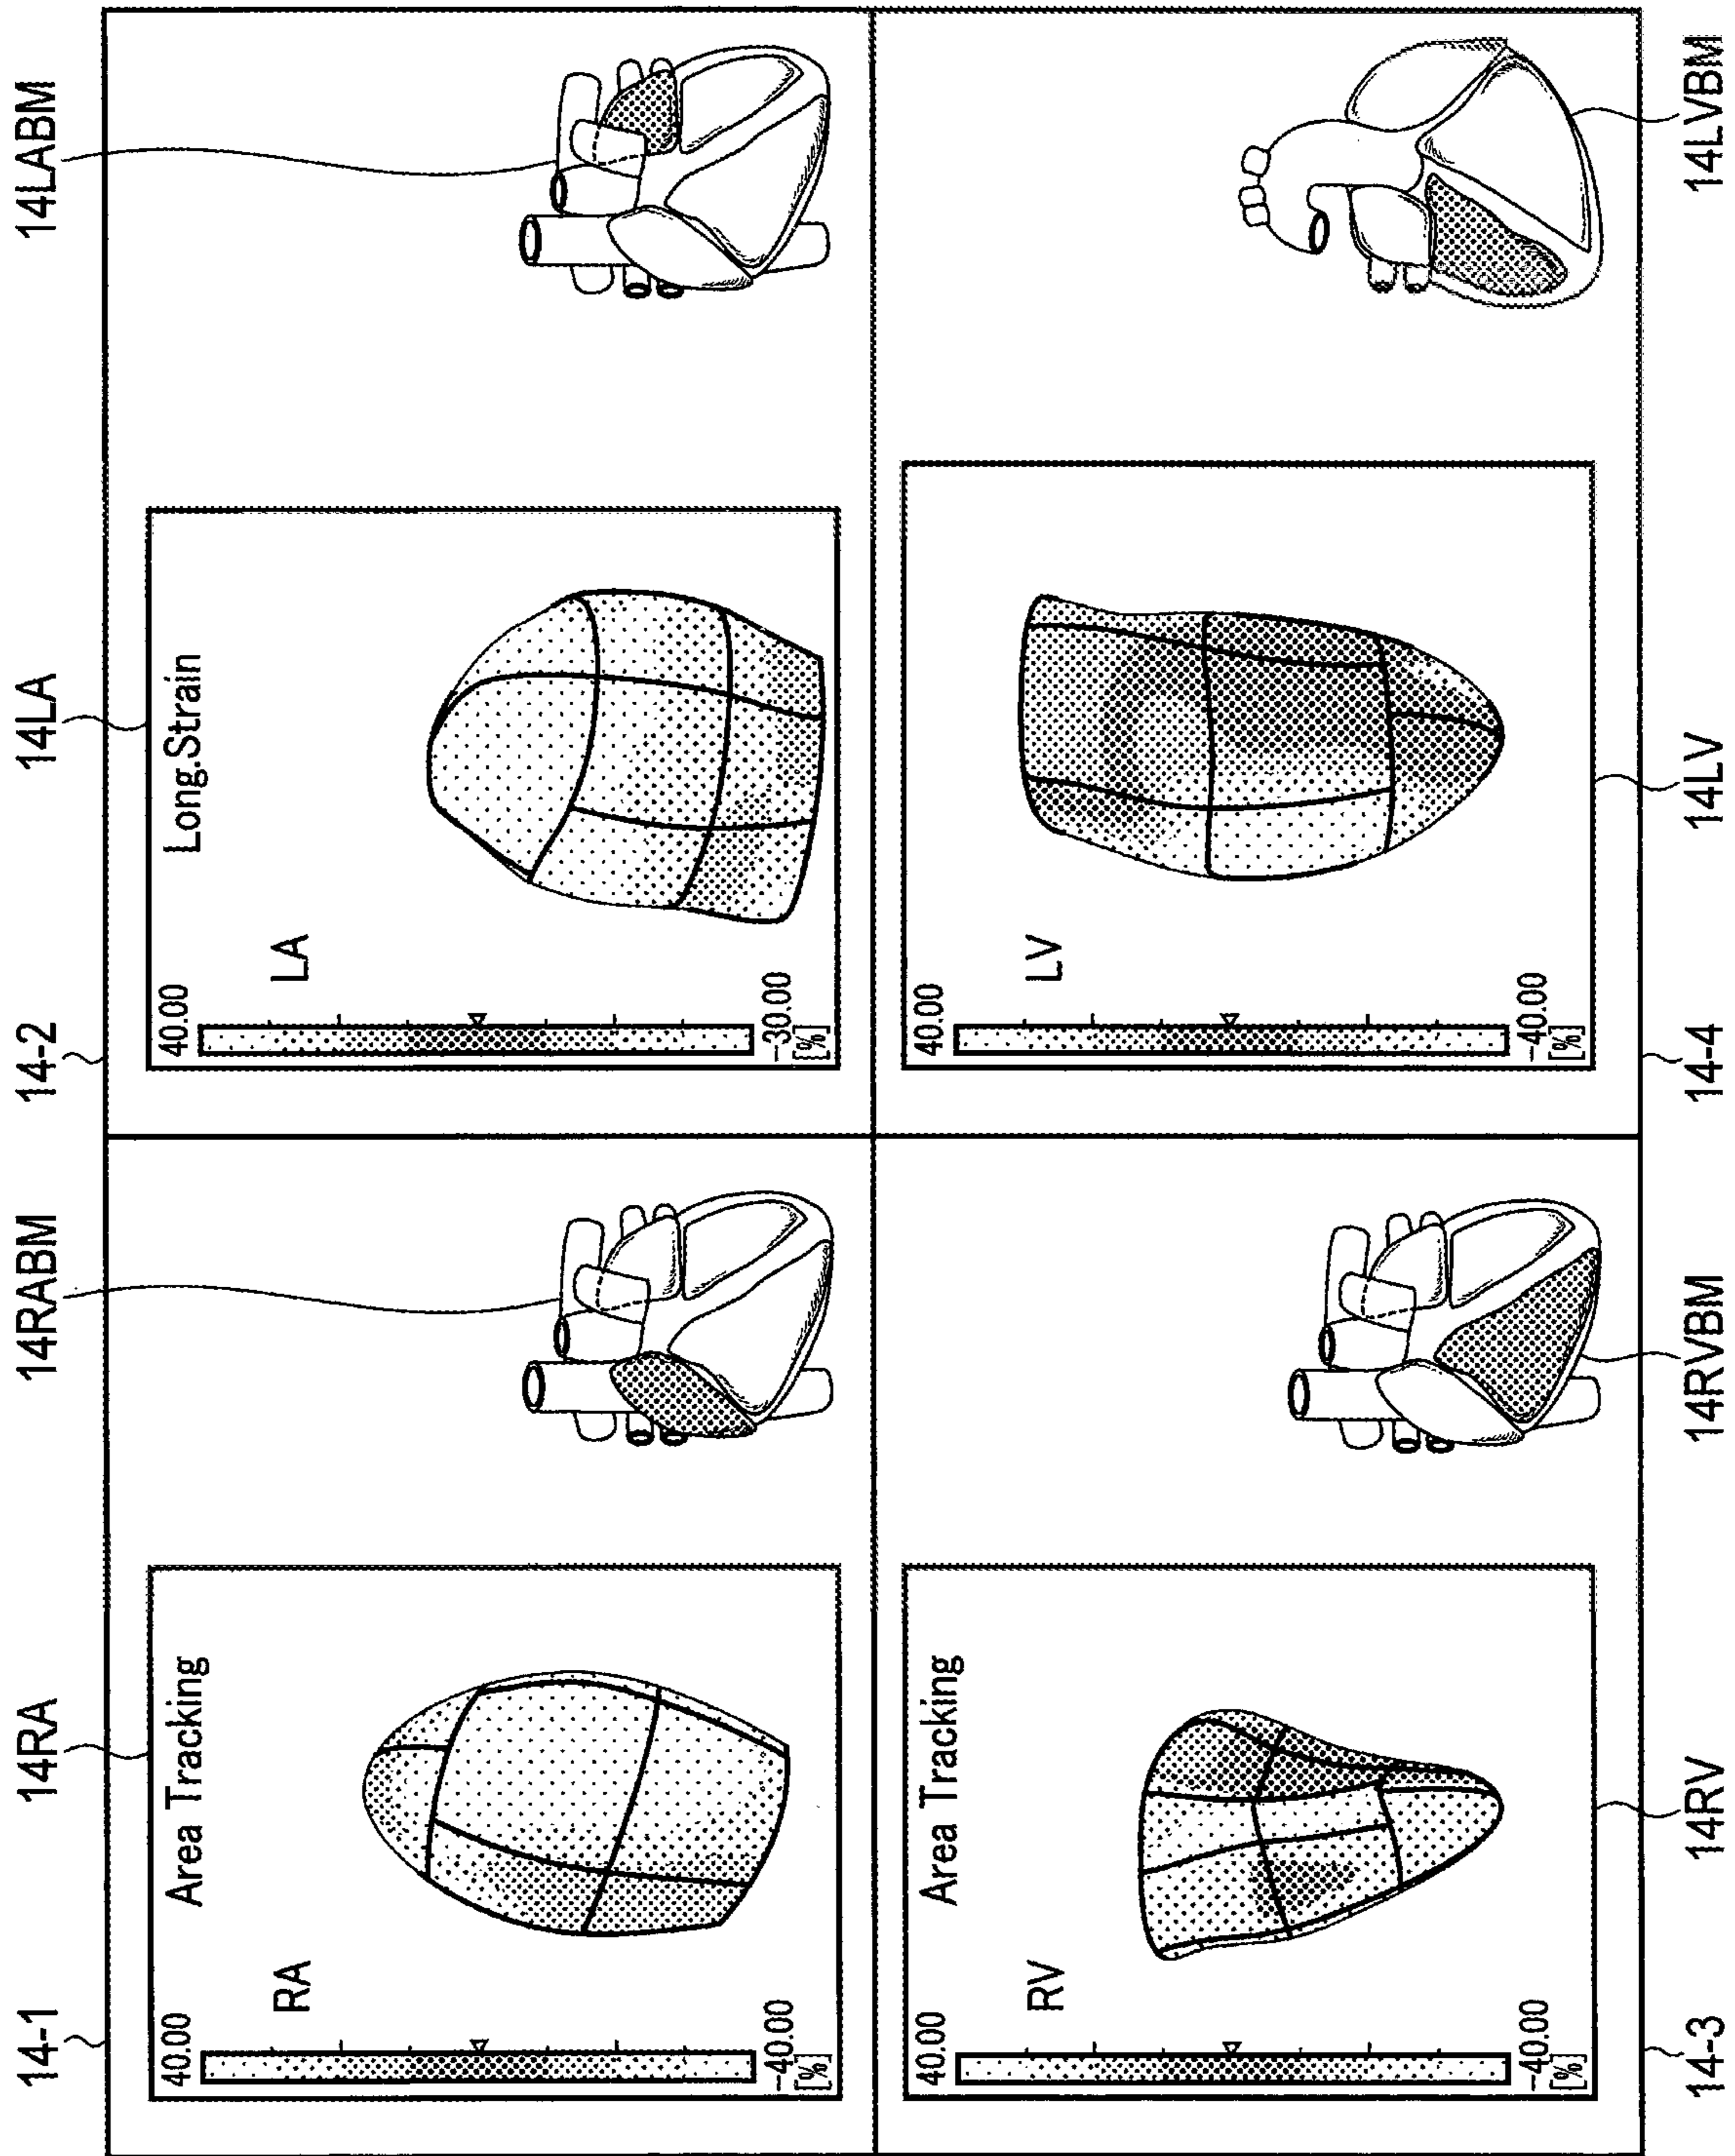 14-1
14RA
14RABM
14-2
14LA
14LABM
40.00
Area Tracking
RA
-40.00
[%]
40.00
Long.Strain
LA
-30.00
[%]
40.00
Area Tracking
RV
-40.00
[%]
40.00
LV
-40.00
[%]
14-3
14RV
14RVBM
14-4
14LV
14LVBM